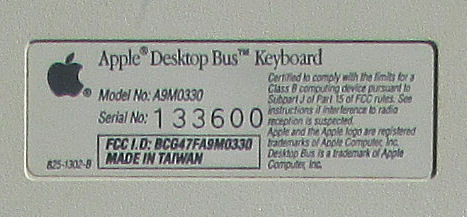 Apple® Desktop Bus™ Keyboard
Model No: A9M0330
Serial No: 133600
FCC I.D: BCG47FA9M0330
MADE IN TAIWAN
825-1302-B
Certified to comply with the limits for a
Class B computing device pursuant to
Subpart J of Part 15 of FCC rules. See
instructions if interference to radio
reception is suspected.
Apple and the Apple logo are registered
trademarks of Apple Computer, Inc.
Desktop Bus is a trademark of Apple
Computer, Inc.